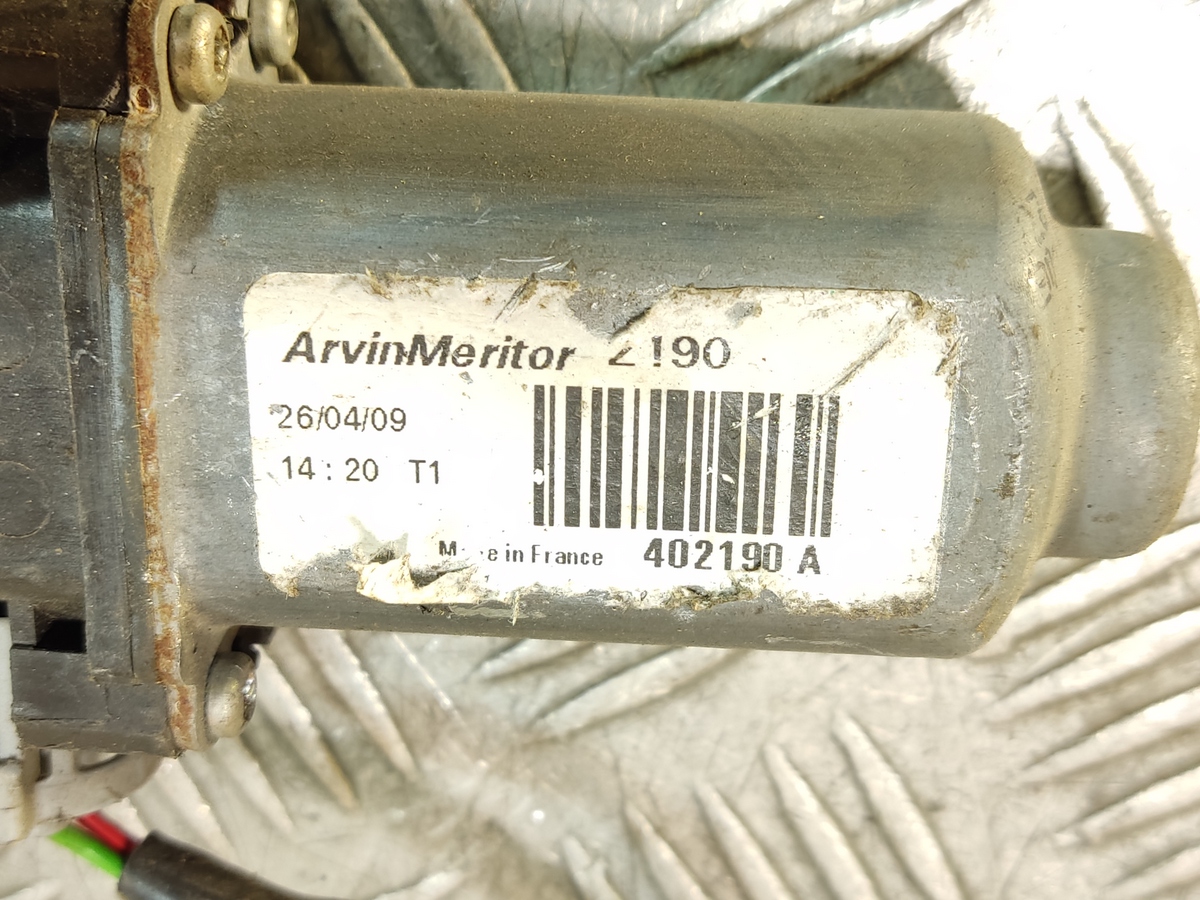 ArvinMeritor 2190
26/04/09
14:20 T1
in France 402190 A